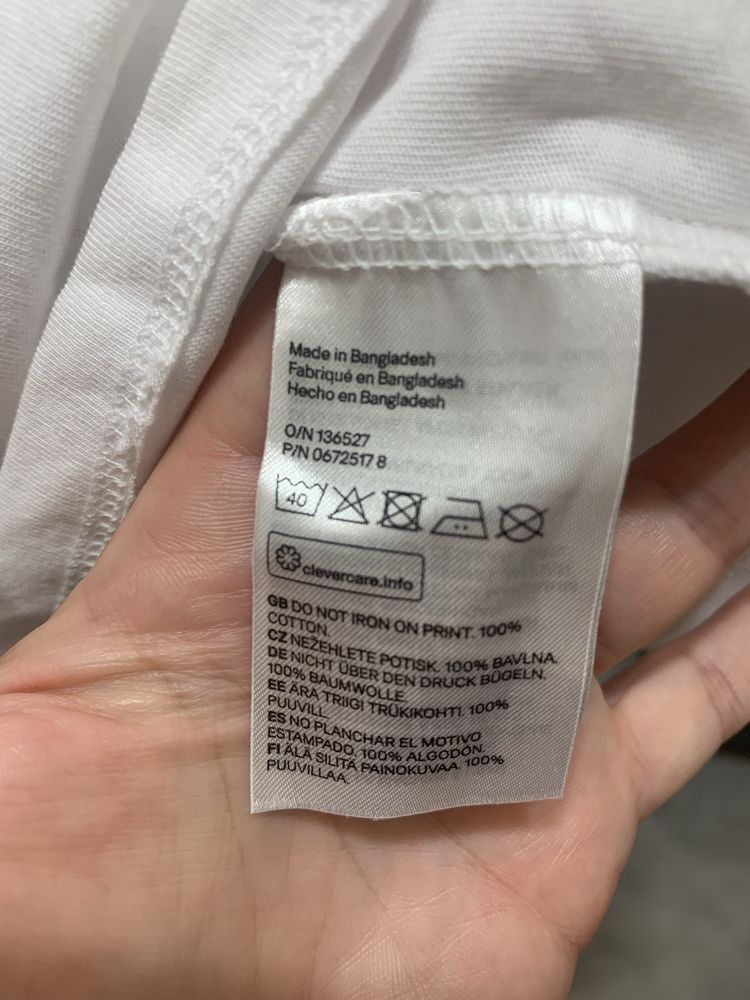 Made in Bangladesh
Fabriqué en Bangladesh
Hecho en Bangladesh
O/N 136527
P/N 0672517 8
40
clevercare.info
GB DO NOT IRON ON PRINT. 100%
COTTON.
CZ NEŽEHLETE POTISK. 100% BAVLNA.
DE NICHT ÜBER DEN DRUCK BÜGELN.
100% BAUMWOLLE.
EE ÄRA TRIIGI TRÜKIKOHTI. 100%
PUUVILL.
ES NO PLANCHAR EL MOTIVO
ESTAMPADO. 100% ALGODÓN.
FI ÄLÄ SILITÄ PAINOKUVAA. 100%
PUUVILLAA.